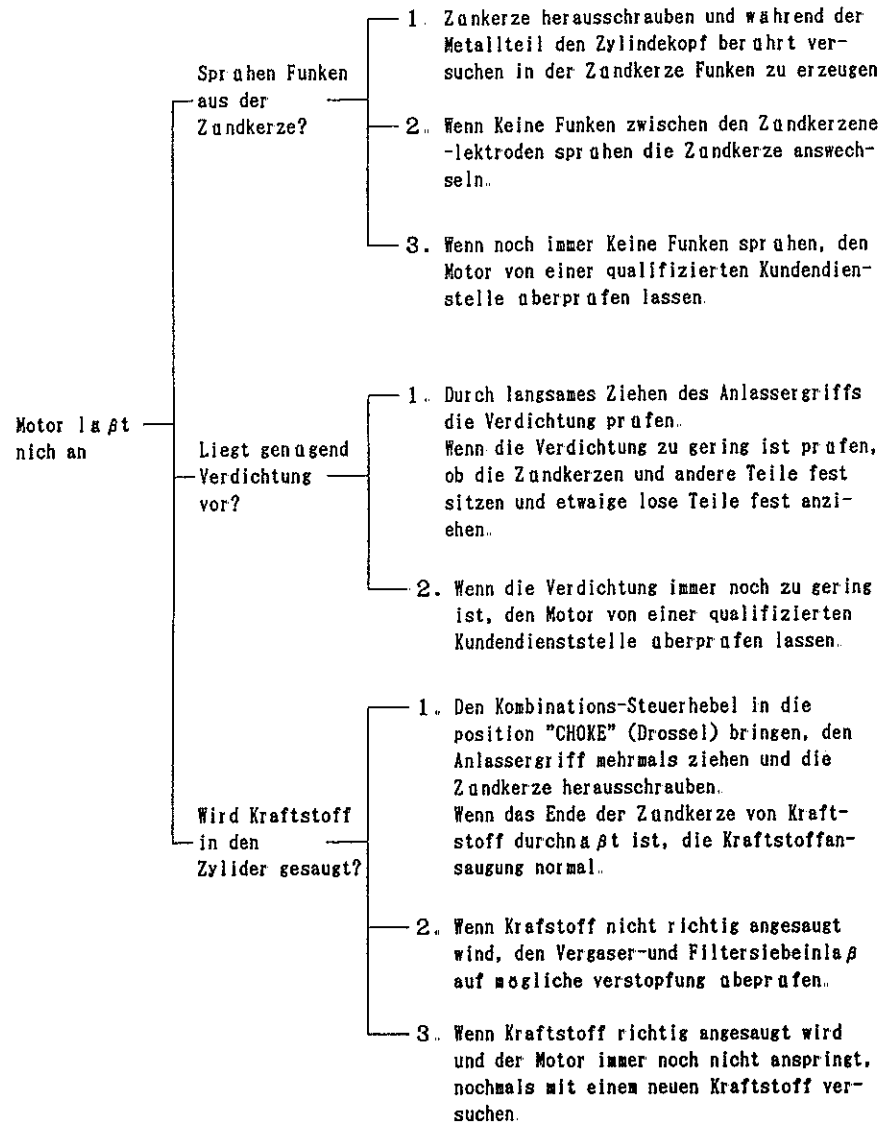 Motor läßt
nich an
Sprühen Funken
aus der
Zündkerze?
1. Zünkerze herausschrauben und während der
Metallteil den Zylindekopf berührt ver-
suchen in der Zündkerze Funken zu erzeugen
2. Wenn Keine Funken zwischen den Zündkerzene
-lektroden sprühen die Zündkerze answech-
seln.
3. Wenn noch immer Keine Funken sprühen, den
Motor von einer qualifizierten Kundendien-
stelle überprüfen lassen.
Liegt genügend
Verdichtung
vor?
1. Durch langsames Ziehen des Anlassergriffs
die Verdichtung prüfen.
Wenn die Verdichtung zu gering ist prüfen,
ob die Zündkerzen und andere Teile fest
sitzen und etwaige lose Teile fest anzi-
ehen.
2. Wenn die Verdichtung immer noch zu gering
ist, den Motor von einer qualifizierten
Kundendienststelle überprüfen lassen.
Wird Kraftstoff
in den
Zylider gesaugt?
1. Den Kombinations-Steuerhebel in die
position "CHOKE" (Drossel) bringen, den
Anlassergriff mehrmals ziehen und die
Zündkerze herausschrauben.
Wenn das Ende der Zündkerze von Kraft-
stoff durchnäßt ist, die Kraftstoffan-
saugung normal.
2. Wenn Krafstoff nicht richtig angesaugt
wind, den Vergaser-und Filtersiebeinlaß
auf mögliche verstopfung übeprüfen.
3. Wenn Kraftstoff richtig angesaugt wird
und der Motor immer noch nicht anspringt,
nochmals mit einem neuen Kraftstoff ver-
suchen.